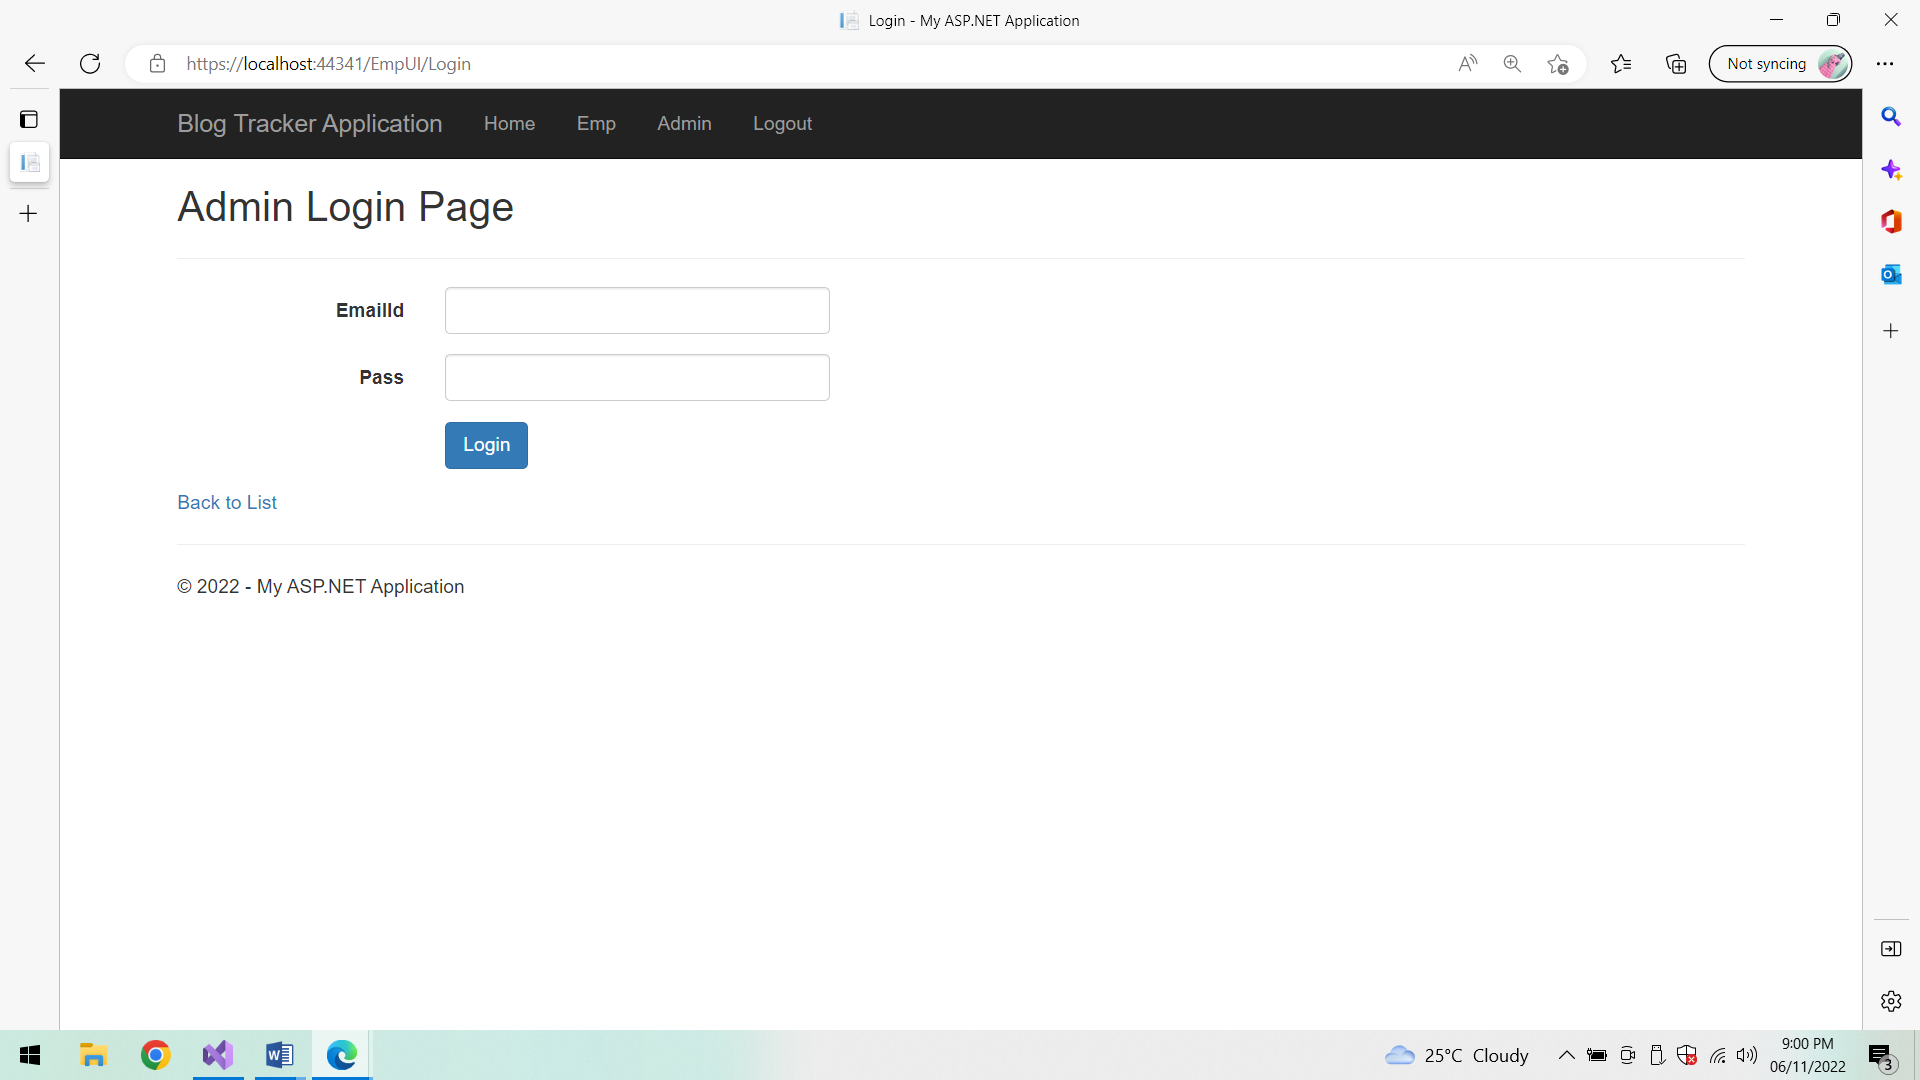 Login - My ASP.NET Application
https://localhost:44341/EmpUI/Login
Not syncing
Blog Tracker Application Home Emp Admin Logout
Admin Login Page
EmailId
Pass
Login
Back to List
© 2022 - My ASP.NET Application
25°C Cloudy
9:00 PM
06/11/2022
3